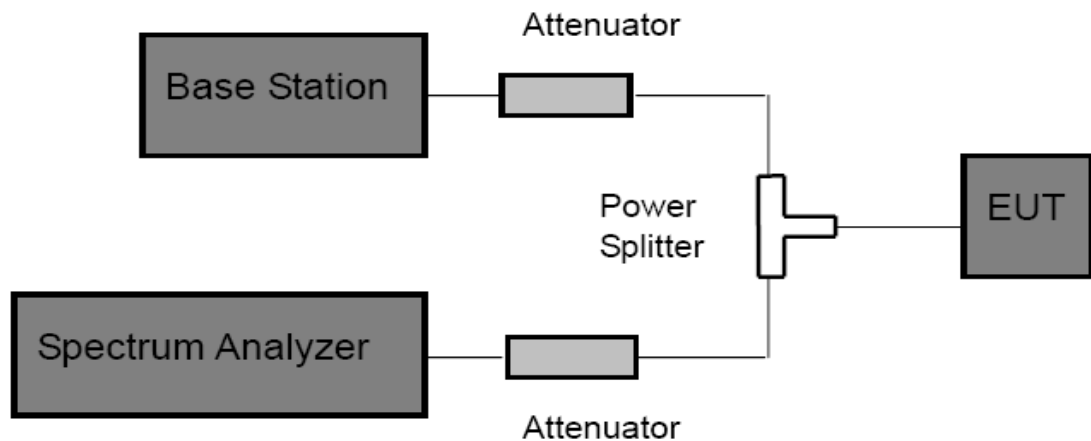 Attenuator
Base Station
Power
Splitter
EUT
Spectrum Analyzer
Attenuator